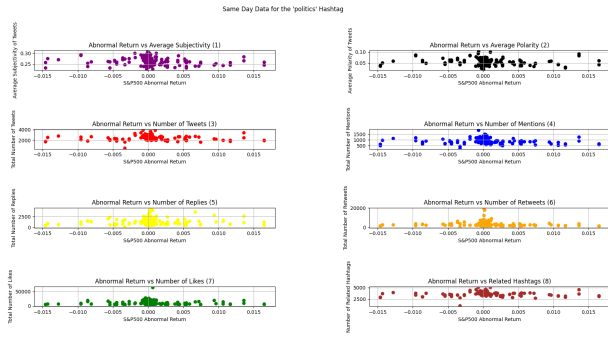 Same Day Data for the 'politics' Hashtag
Abnormal Return vs Average Subjectivity (1)
Average Subjectivity of Tweets
0.30
0.25
−0.015 −0.010 −0.005 0.000 0.005 0.010 0.015
S&P500 Abnormal Return
Abnormal Return vs Average Polarity (2)
Average Polarity of Tweets
0.10
0.05
−0.015 −0.010 −0.005 0.000 0.005 0.010 0.015
S&P500 Abnormal Return
Abnormal Return vs Number of Tweets (3)
Total Number of Tweets
4000
2000
−0.015 −0.010 −0.005 0.000 0.005 0.010 0.015
S&P500 Abnormal Return
Abnormal Return vs Number of Mentions (4)
Total Number of Mentions
1500
1000
500
−0.015 −0.010 −0.005 0.000 0.005 0.010 0.015
S&P500 Abnormal Return
Abnormal Return vs Number of Replies (5)
Total Number of Replies
2500
0
−0.015 −0.010 −0.005 0.000 0.005 0.010 0.015
S&P500 Abnormal Return
Abnormal Return vs Number of Retweets (6)
Total Number of Retweets
20000
0
−0.015 −0.010 −0.005 0.000 0.005 0.010 0.015
S&P500 Abnormal Return
Abnormal Return vs Number of Likes (7)
Total Number of Likes
50000
0
−0.015 −0.010 −0.005 0.000 0.005 0.010 0.015
S&P500 Abnormal Return
Abnormal Return vs Related Hashtags (8)
Number of Related Hashtags
5000
2500
−0.015 −0.010 −0.005 0.000 0.005 0.010 0.015
S&P500 Abnormal Return